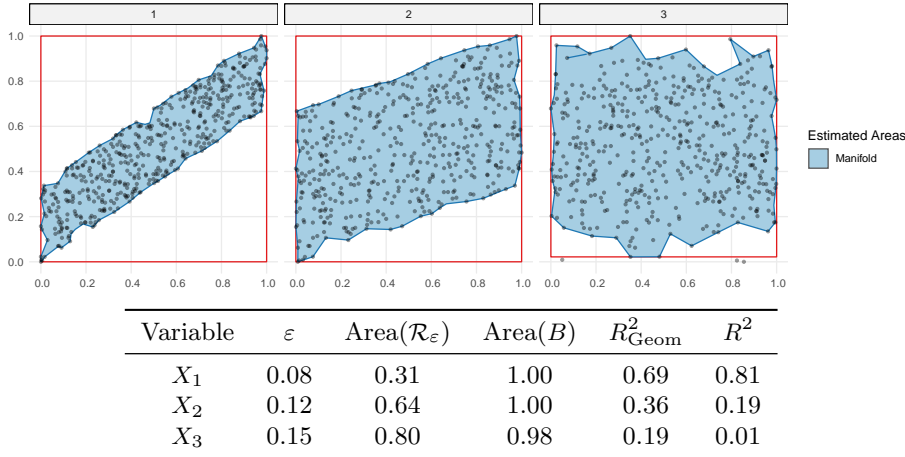 1 2 3
1.0
0.8
0.6
0.4
0.2
0.0
0.0 0.2 0.4 0.6 0.8 1.0 0.0 0.2 0.4 0.6 0.8 1.0 0.0 0.2 0.4 0.6 0.8 1.0
Estimated Areas
Manifold
Variable ε Area(𝓡_ε) Area(B) R²_Geom R²
X₁ 0.08 0.31 1.00 0.69 0.81
X₂ 0.12 0.64 1.00 0.36 0.19
X₃ 0.15 0.80 0.98 0.19 0.01